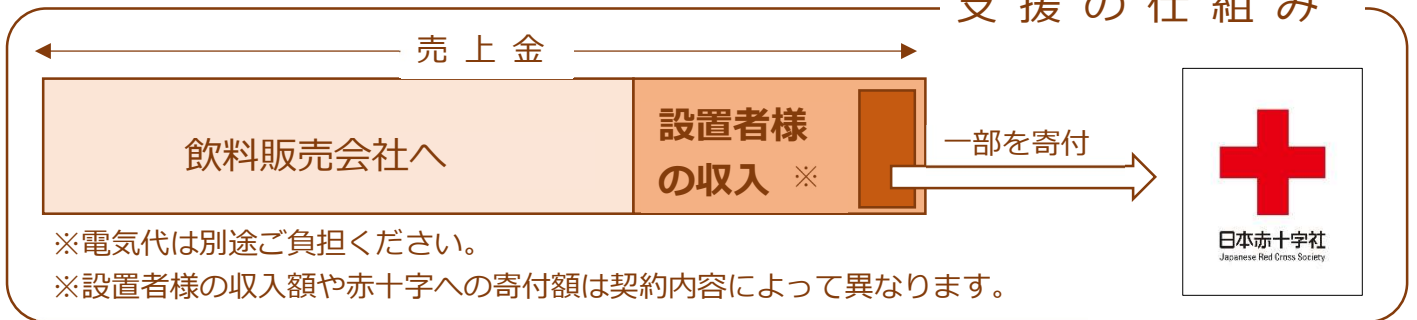 支援の仕組み
売上金
飲料販売会社へ
設置者様
の収入 ※
一部を寄付
日本赤十字社
Japanese Red Cross Society
※電気代は別途ご負担ください。
※設置者様の収入額や赤十字への寄付額は契約内容によって異なります。